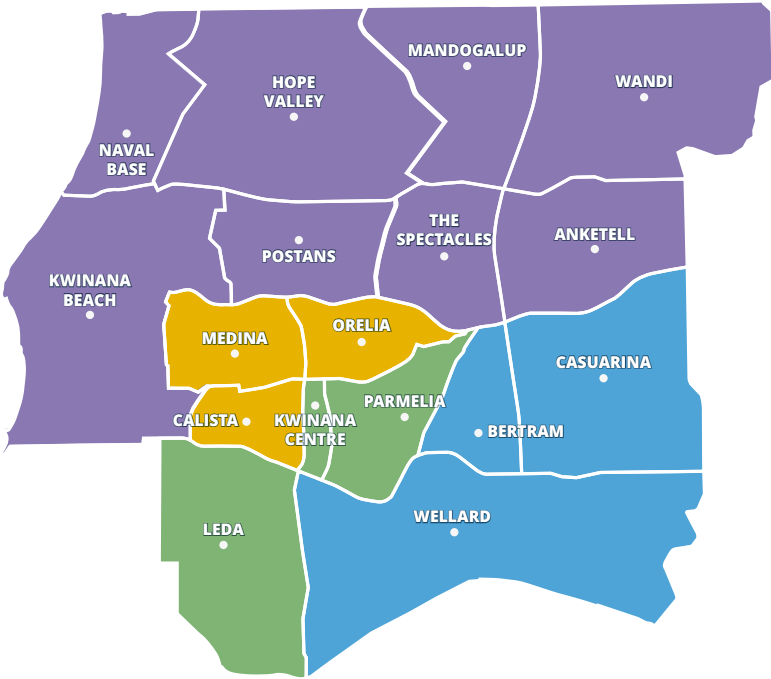 MANDOGALUP
HOPE
VALLEY
WANDI
NAVAL
BASE
THE
SPECTACLES
ANKETELL
POSTANS
KWINANA
BEACH
MEDINA
ORELIA
CASUARINA
PARMELIA
CALISTA
KWINANA
CENTRE
BERTRAM
WELLARD
LEDA